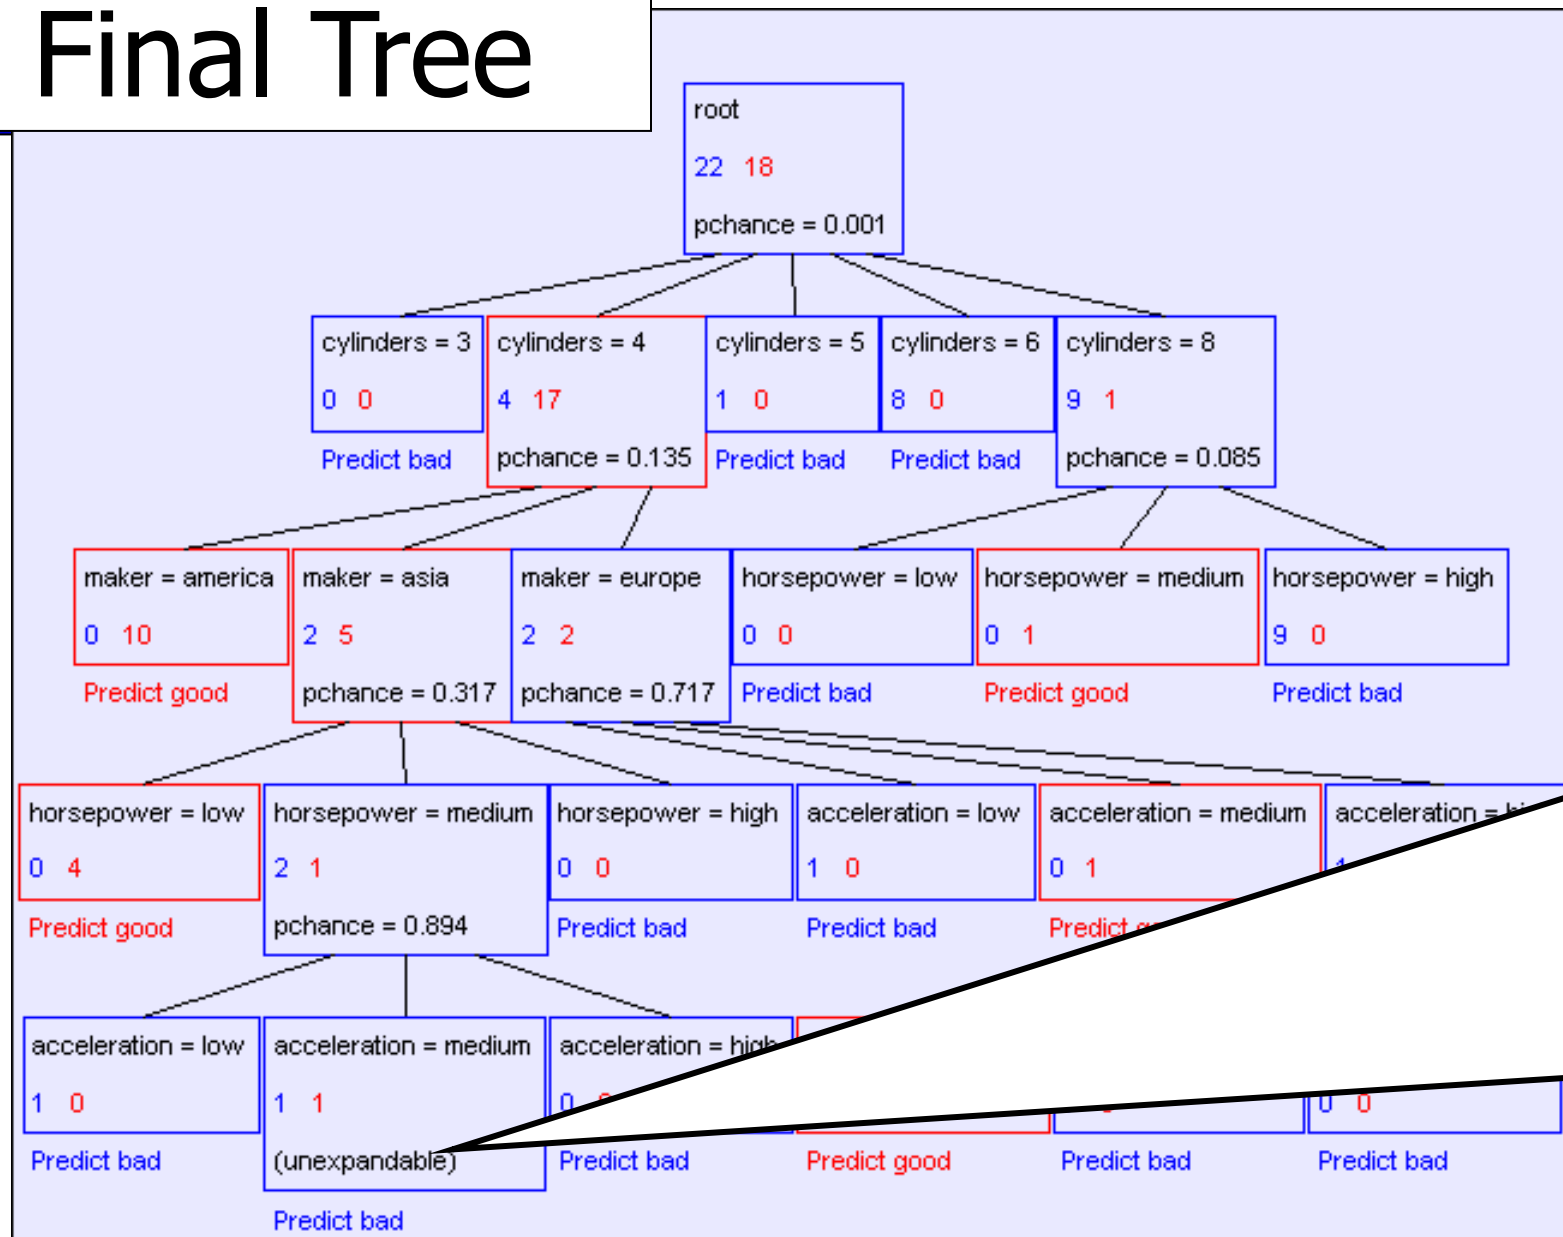 Final Tree
root
22 18
pchance = 0.001
cylinders = 3
0 0
Predict bad
cylinders = 4
4 17
pchance = 0.135
cylinders = 5
1 0
Predict bad
cylinders = 6
8 0
Predict bad
cylinders = 8
9 1
pchance = 0.085
maker = america
0 10
Predict good
maker = asia
2 5
pchance = 0.317
maker = europe
2 2
pchance = 0.717
horsepower = low
0 0
Predict bad
horsepower = medium
0 1
Predict good
horsepower = high
9 0
Predict bad
horsepower = low
0 4
Predict good
horsepower = medium
2 1
pchance = 0.894
horsepower = high
0 0
Predict bad
acceleration = low
1 0
Predict bad
acceleration = medium
0 1
Predict
acceleration =
acceleration = low
1 0
Predict bad
acceleration = medium
1 1
(unexpandable)
Predict bad
acceleration = high
0
Predict bad
Predict good
Predict bad
0 0
Predict bad